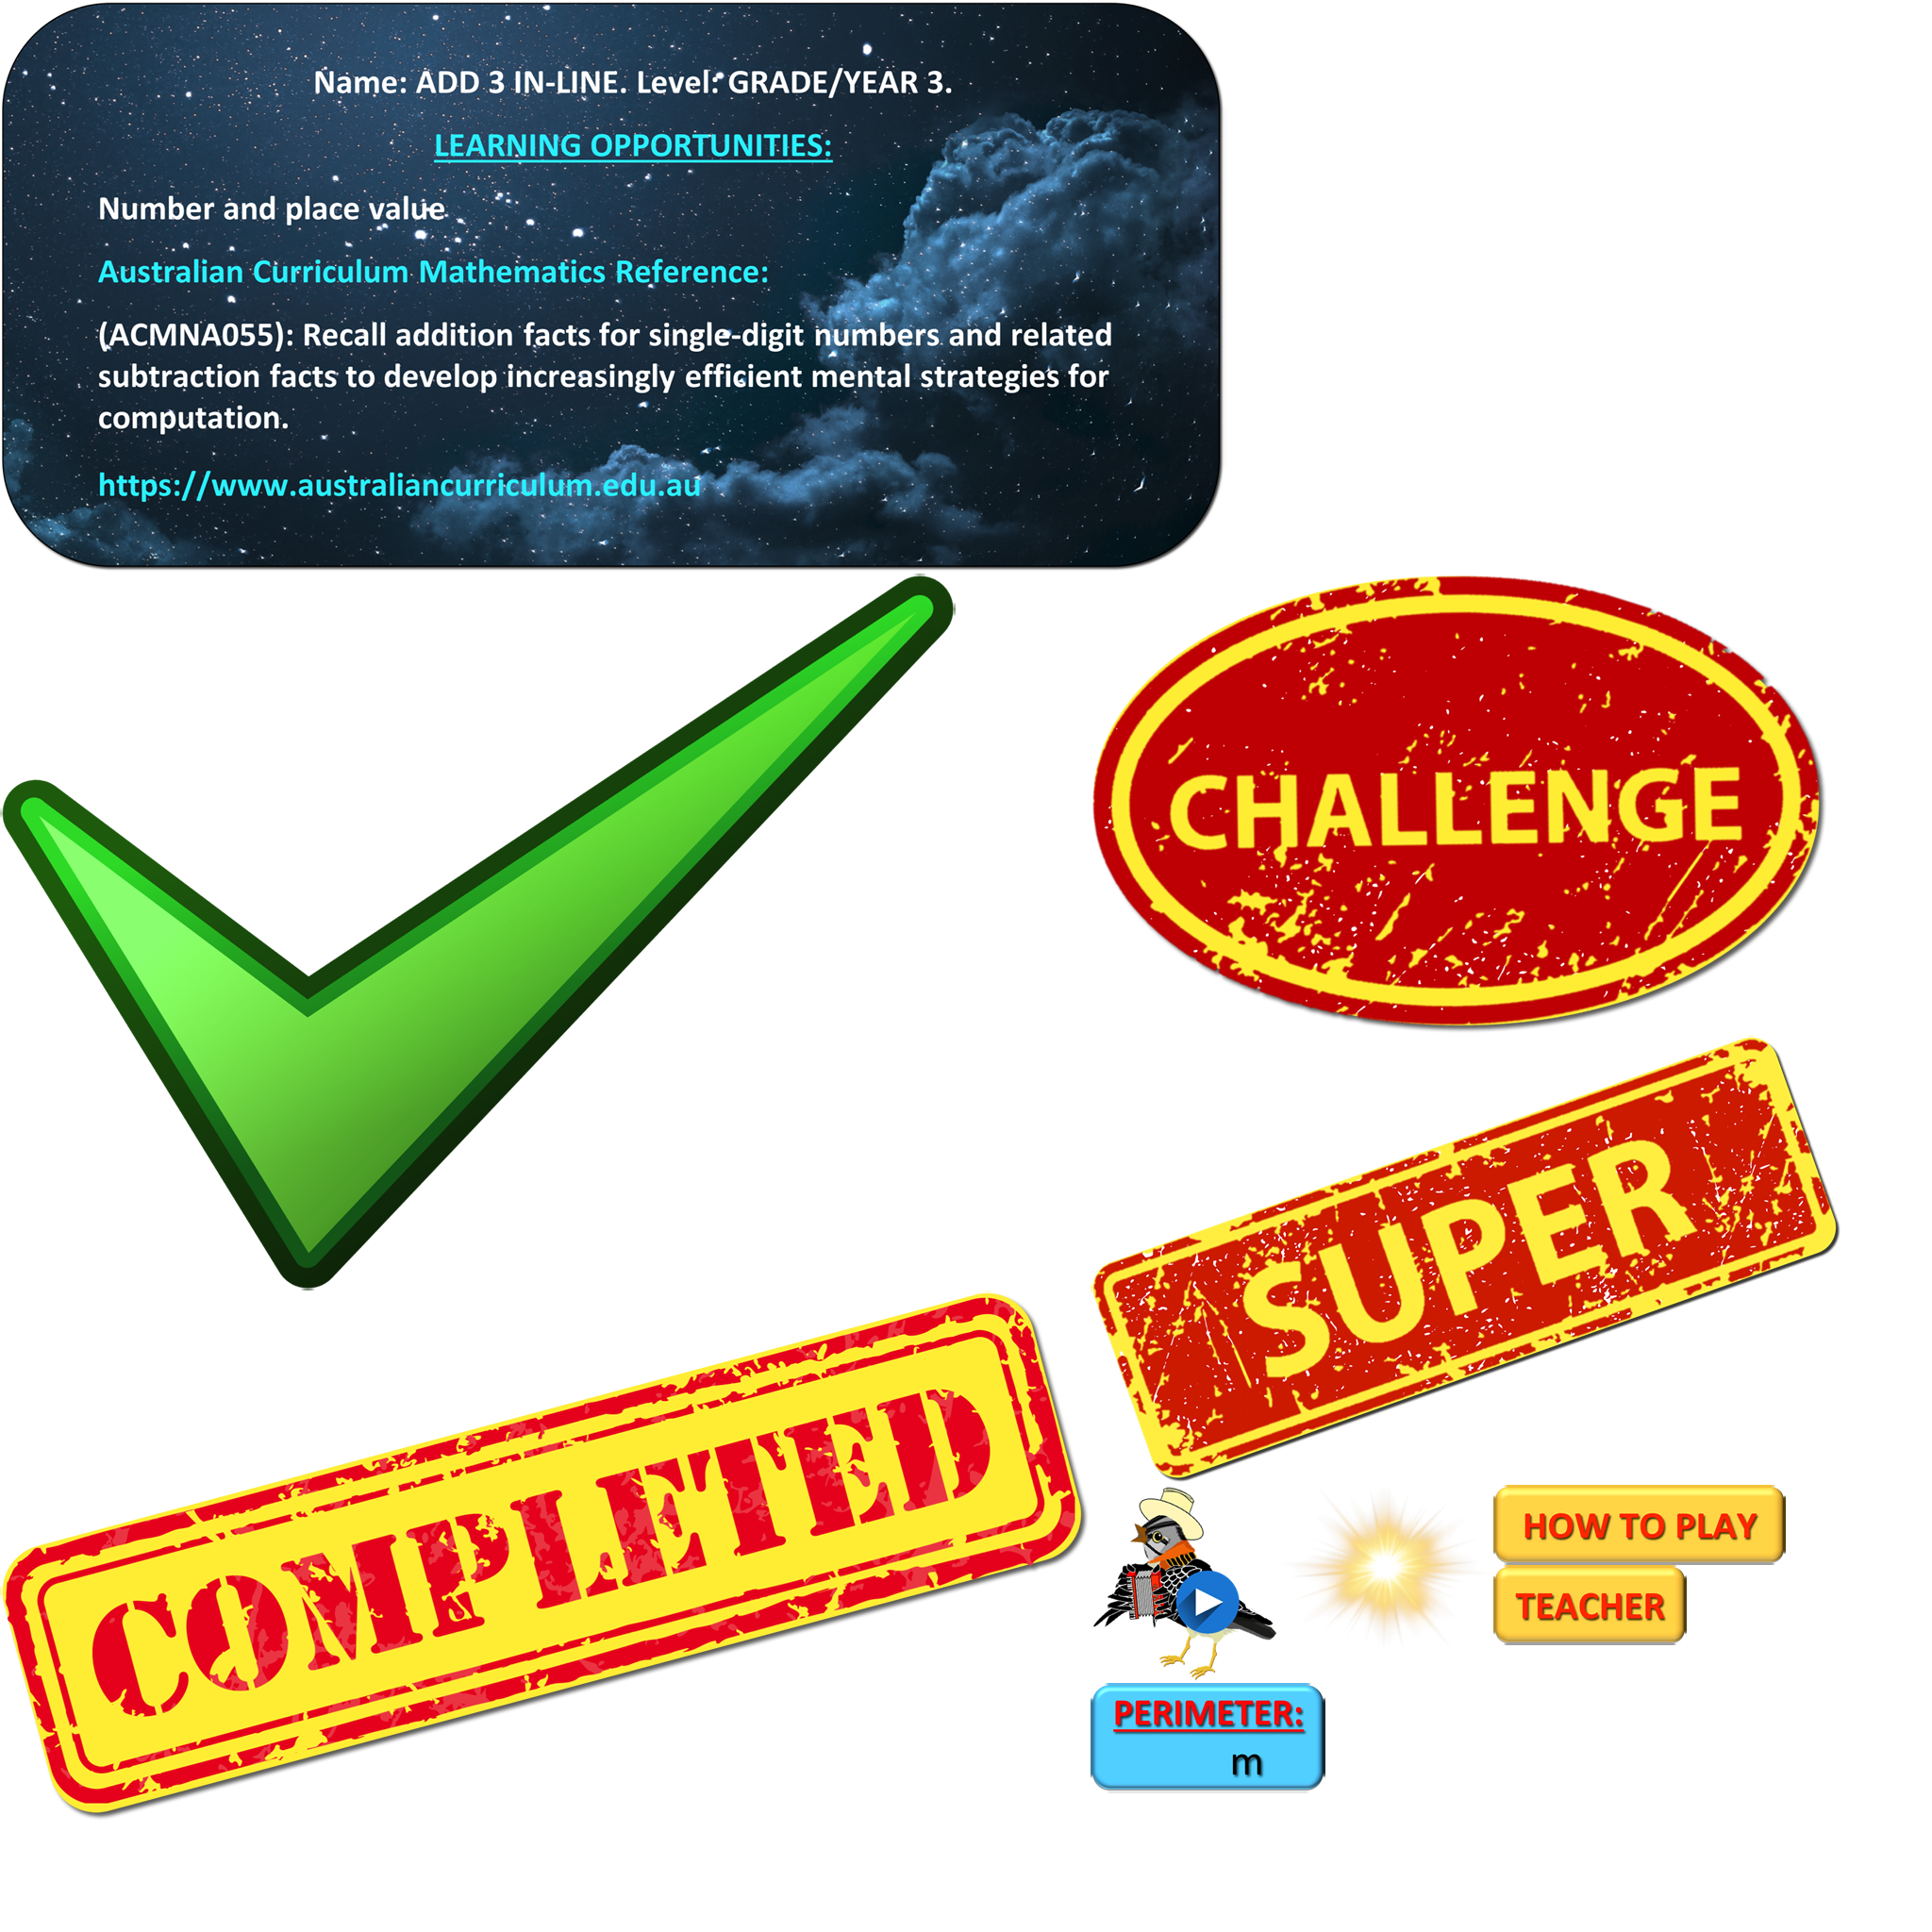 Name: ADD 3 IN-LINE. Level: GRADE/YEAR 3.
LEARNING OPPORTUNITIES:
Number and place value
Australian Curriculum Mathematics Reference:
(ACMNA055): Recall addition facts for single-digit numbers and related
subtraction facts to develop increasingly efficient mental strategies for
computation.
https://www.australiancurriculum.edu.au
CHALLENGE
SUPER
COMPLETED
HOW TO PLAY
TEACHER
PERIMETER:
m